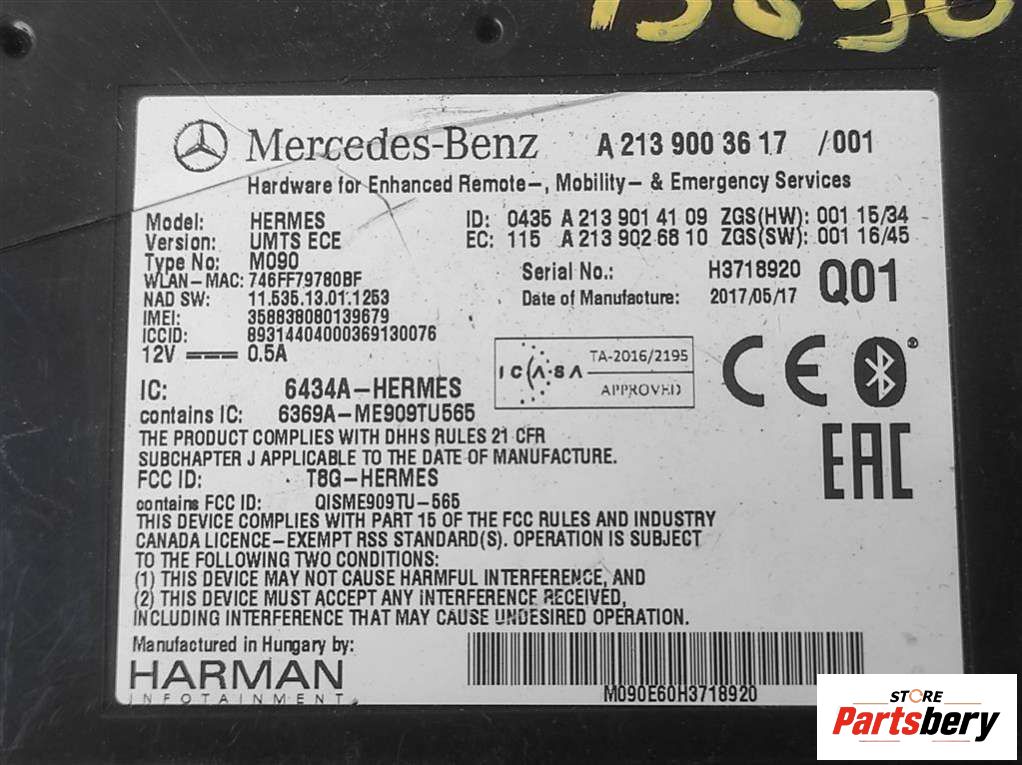 Mercedes-Benz A 213 900 36 17 /001
Hardware for Enhanced Remote-, Mobility- & Emergency Services
Model: HERMES ID: 0435 A 213 901 41 09 ZGS(HW): 001 15/34
Version: UMTS ECE EC: 115 A 213 902 68 10 ZGS(SW): 001 16/45
Type No: M090
WLAN-MAC: 746FF79780BF Serial No.: H3718920 Q01
NAD SW: 11.535.13.01.1253 Date of Manufacture: 2017/05/17
IMEI: 358838080139679
ICCID: 89314404000369130076
12V 0.5A
ICASA TA-2016/2195
APPROVED
CE
IC: 6434A-HERMES
contains IC: 6369A-ME909TU565
THE PRODUCT COMPLIES WITH DHHS RULES 21 CFR
SUBCHAPTER J APPLICABLE TO THE DATE OF MANUFACTURE.
EAC
FCC ID: T8G-HERMES
contains FCC ID: QISME909TU-565
THIS DEVICE COMPLIES WITH PART 15 OF THE FCC RULES AND INDUSTRY
CANADA LICENCE-EXEMPT RSS STANDARD(S). OPERATION IS SUBJECT
TO THE FOLLOWING TWO CONDITIONS:
(1) THIS DEVICE MAY NOT CAUSE HARMFUL INTERFERENCE, AND
(2) THIS DEVICE MUST ACCEPT ANY INTERFERENCE RECEIVED,
INCLUDING INTERFERENCE THAT MAY CAUSE UNDESIRED OPERATION.
Manufactured in Hungary by:
HARMAN
INFOTAINMENT
M090E60H3718920
STORE
Partsbery